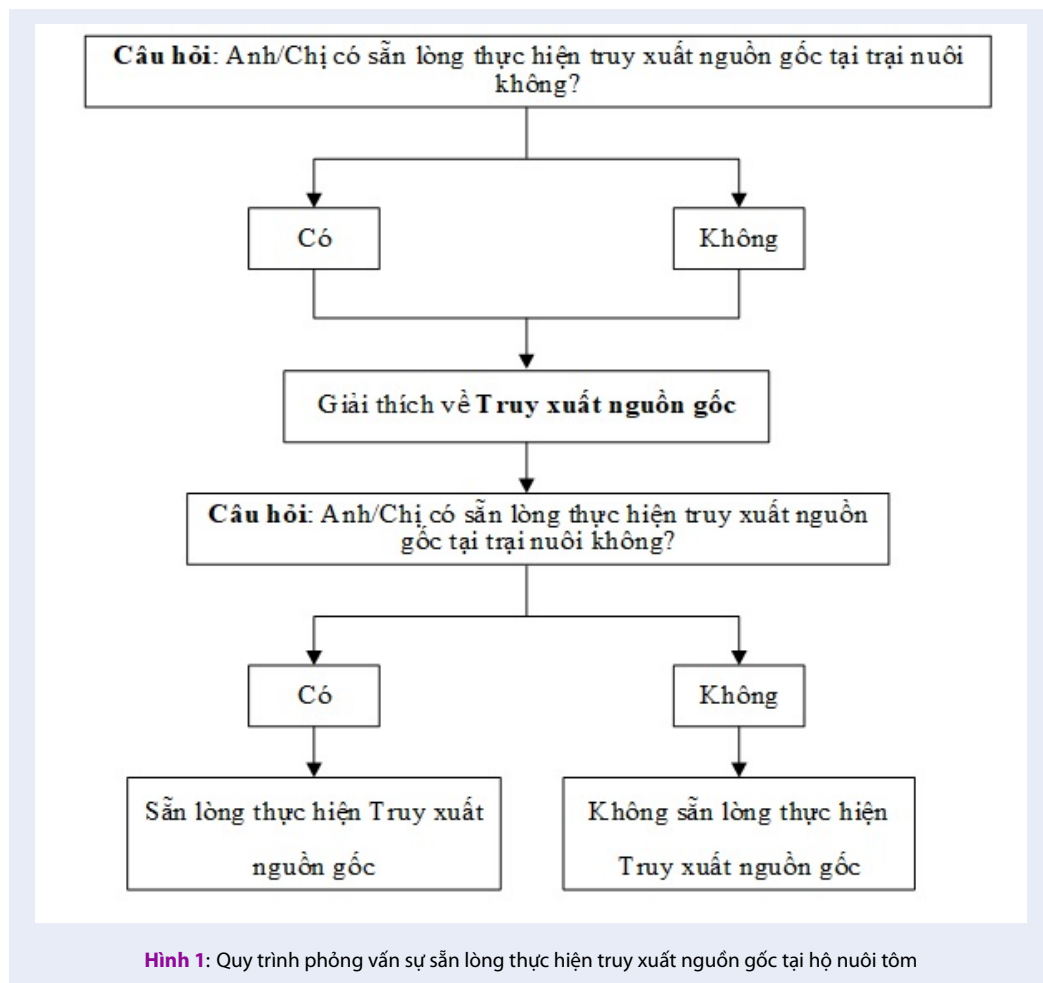 Câu hỏi: Anh/Chị có sẵn lòng thực hiện truy xuất nguồn gốc tại trại nuôi
không?
Có
Không
Giải thích về Truy xuất nguồn gốc
Câu hỏi: Anh/Chị có sẵn lòng thực hiện truy xuất nguồn
gốc tại trại nuôi không?
Có
Không
Sẵn lòng thực hiện Truy xuất
nguồn gốc
Không sẵn lòng thực hiện
Truy xuất nguồn gốc
Hình 1: Quy trình phỏng vấn sự sẵn lòng thực hiện truy xuất nguồn gốc tại hộ nuôi tôm